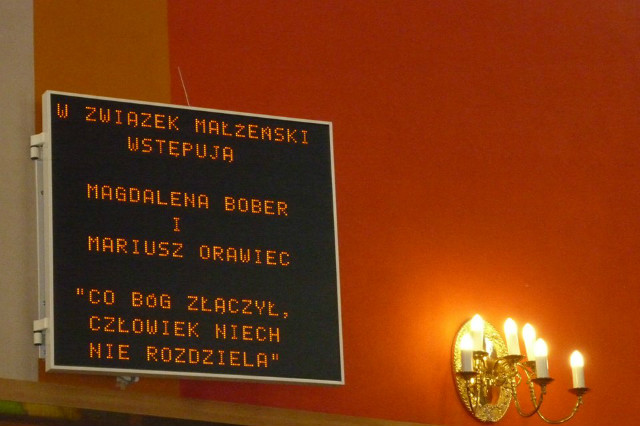 W ZWIĄZEK MAŁŻEŃSKI
WSTĘPUJĄ
MAGDALENA BOBER
I
MARIUSZ ORAWIEC
"CO BóG ZŁĄCZYŁ,
CZŁOWIEK NIECH
NIE ROZDZIELA"